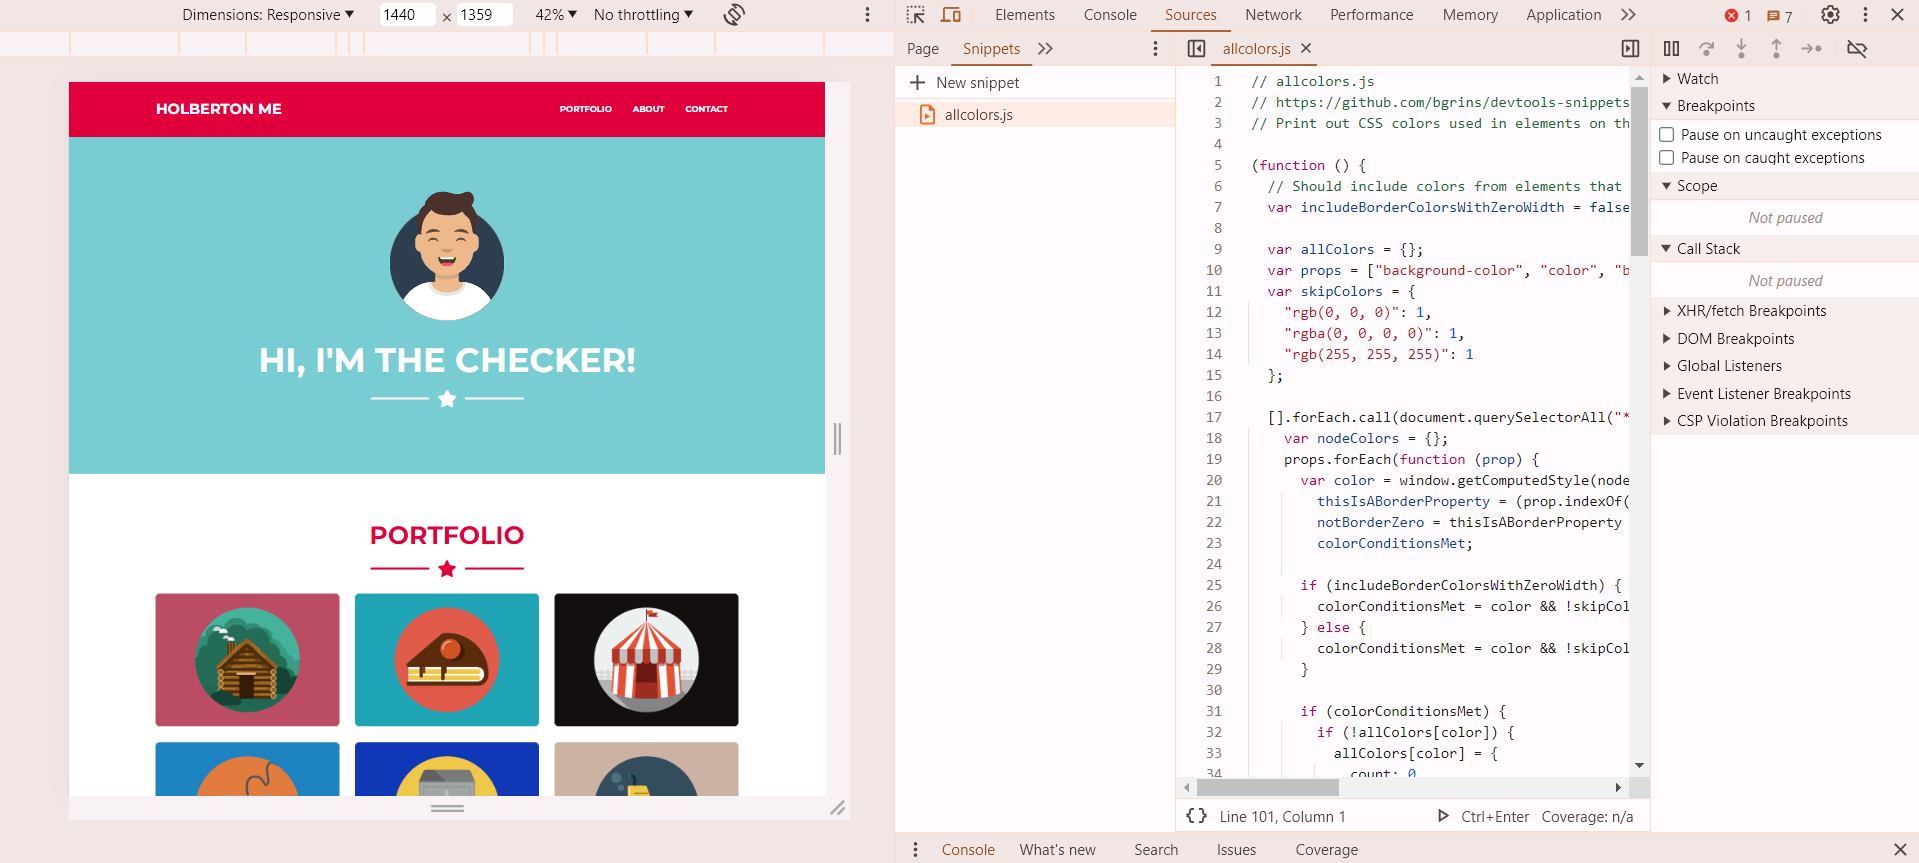 Dimensions: Responsive ▼ 1440 × 1359 42% ▼ No throttling ▼
HOLBERTON ME
PORTFOLIO ABOUT CONTACT
HI, I'M THE CHECKER!
PORTFOLIO
Elements Console Sources Network Performance Memory Application 1 7
Page Snippets
New snippet
allcolors.js
allcolors.js
1 // allcolors.js
2 // https://github.com/bgrins/devtools-snippets
3 // Print out CSS colors used in elements on th
4
5 (function () {
6 // Should include colors from elements that
7 var includeBorderColorsWithZeroWidth = false
8
9 var allColors = {};
10 var props = ["background-color", "color", "b
11 var skipColors = {
12 "rgb(0, 0, 0)": 1,
13 "rgba(0, 0, 0, 0)": 1,
14 "rgb(255, 255, 255)": 1
15 };
16
17 [].forEach.call(document.querySelectorAll("*
18 var nodeColors = {};
19 props.forEach(function (prop) {
20 var color = window.getComputedStyle(node
21 thisIsABorderProperty = (prop.indexOf(
22 notBorderZero = thisIsABorderProperty
23 colorConditionsMet;
24
25 if (includeBorderColorsWithZeroWidth) {
26 colorConditionsMet = color && !skipCol
27 } else {
28 colorConditionsMet = color && !skipCol
29 }
30
31 if (colorConditionsMet) {
32 if (!allColors[color]) {
33 allColors[color] = {
34 count: 0
{} Line 101, Column 1 Ctrl+Enter Coverage: n/a
Watch
Breakpoints
Pause on uncaught exceptions
Pause on caught exceptions
Scope
Not paused
Call Stack
Not paused
XHR/fetch Breakpoints
DOM Breakpoints
Global Listeners
Event Listener Breakpoints
CSP Violation Breakpoints
Console What's new Search Issues Coverage